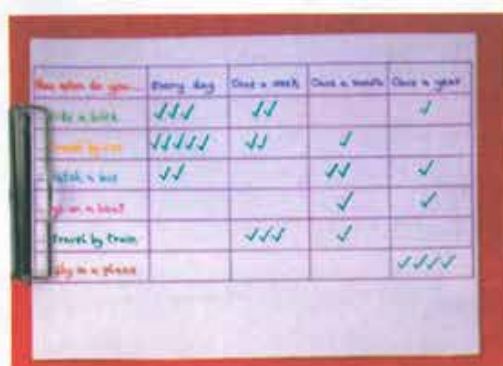 How often do you... Every day Once a week Once a month Once a year
ride a bike ✓✓✓ ✓✓ ✓
travel by car ✓✓✓✓✓ ✓✓ ✓
catch a bus ✓✓ ✓✓ ✓
go on a boat ✓ ✓
travel by train ✓✓✓ ✓
fly in a plane ✓✓✓✓